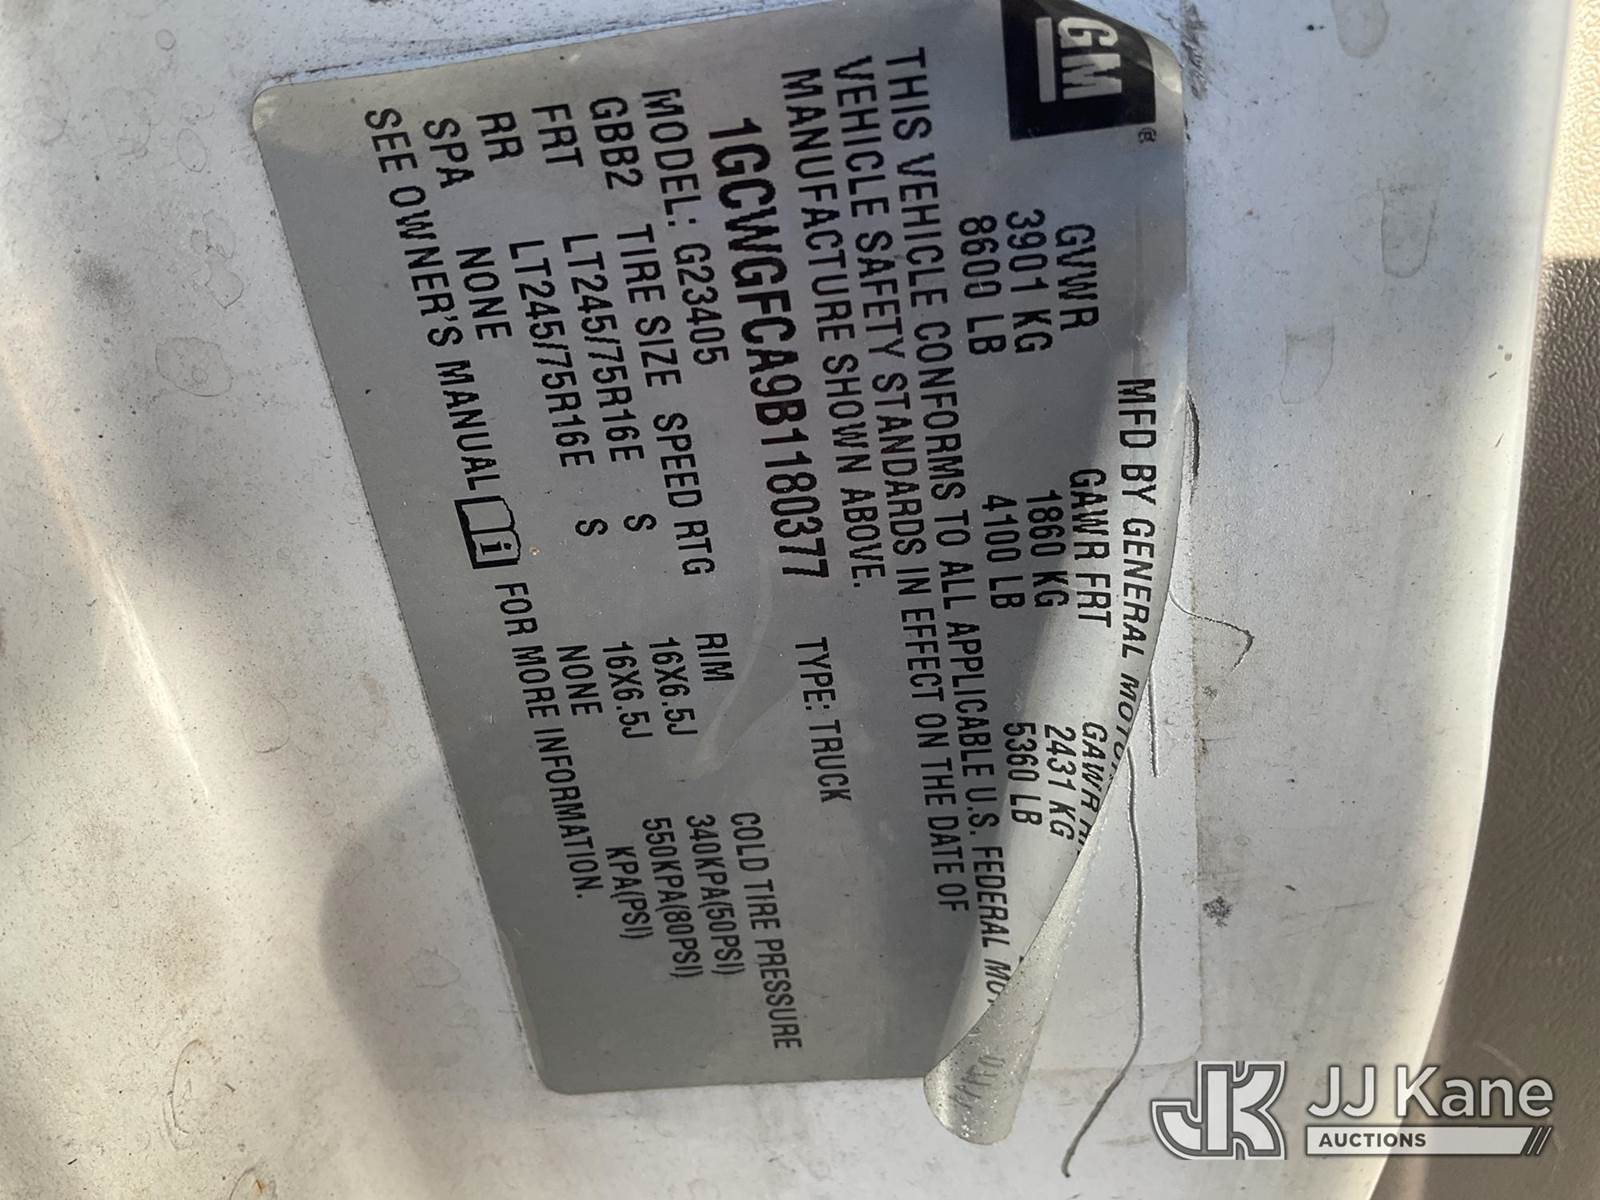 GM®
MFD BY GENERAL
GVWR GAWR FRT GAWR
3901 KG 1860 KG 2431 KG
8600 LB 4100 LB 5360 LB
THIS VEHICLE CONFORMS TO ALL APPLICABLE U.S. FEDERAL
VEHICLE SAFETY STANDARDS IN EFFECT ON THE DATE OF
MANUFACTURE SHOWN ABOVE.
1GCWGFCA9B1180377 TYPE: TRUCK
MODEL: G23405
GBB2 TIRE SIZE SPEED RTG RIM COLD TIRE PRESSURE
FRT LT245/75R16E S 16X6.5J 340KPA(50PSI)
RR LT245/75R16E S 16X6.5J 550KPA(80PSI)
SPA NONE NONE KPA(PSI)
SEE OWNER'S MANUAL i FOR MORE INFORMATION.
JK JJ Kane
AUCTIONS